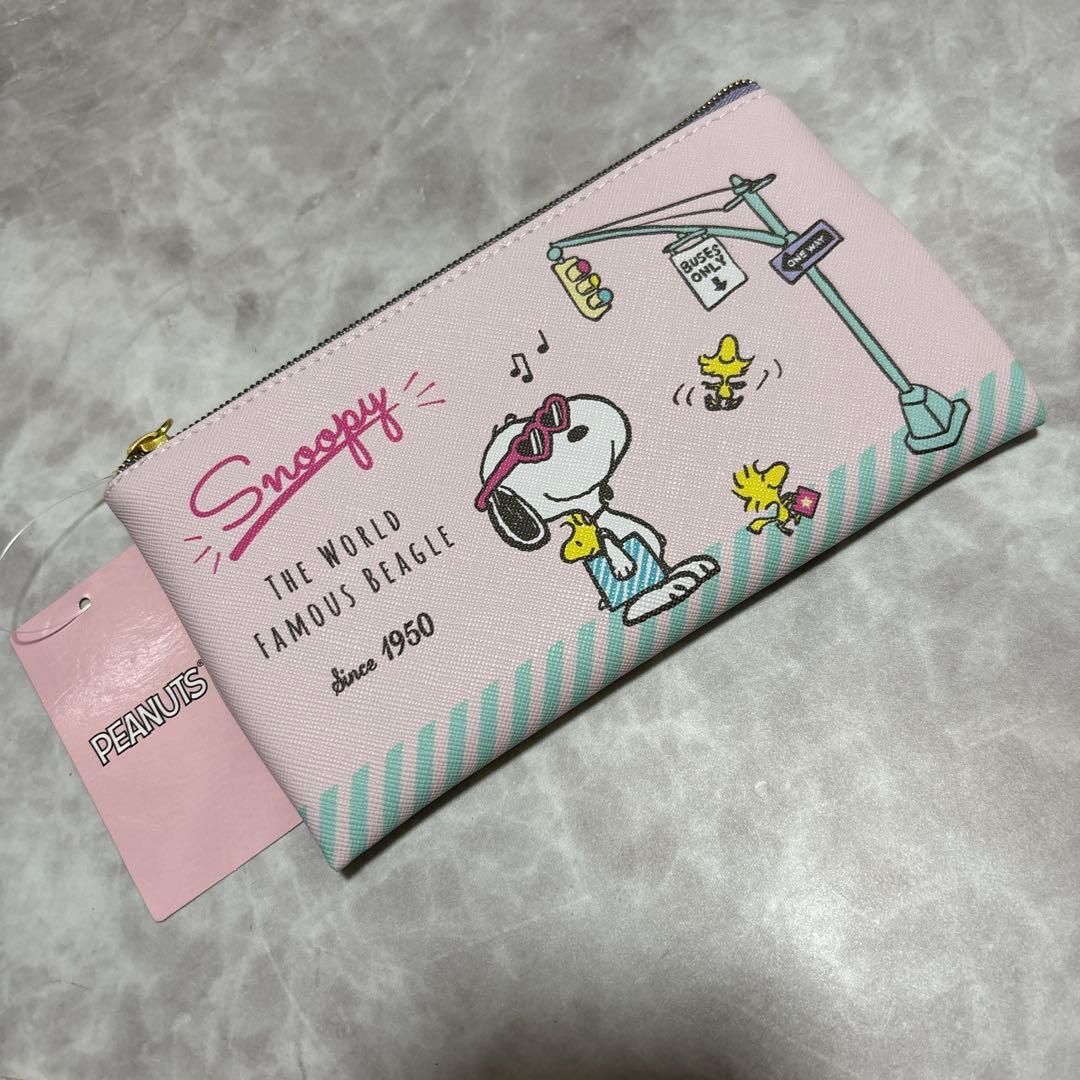 Snoopy
THE WORLD
FAMOUS BEAGLE
Since 1950
BUSES
ONLY
ONE WAY
PEANUTS®